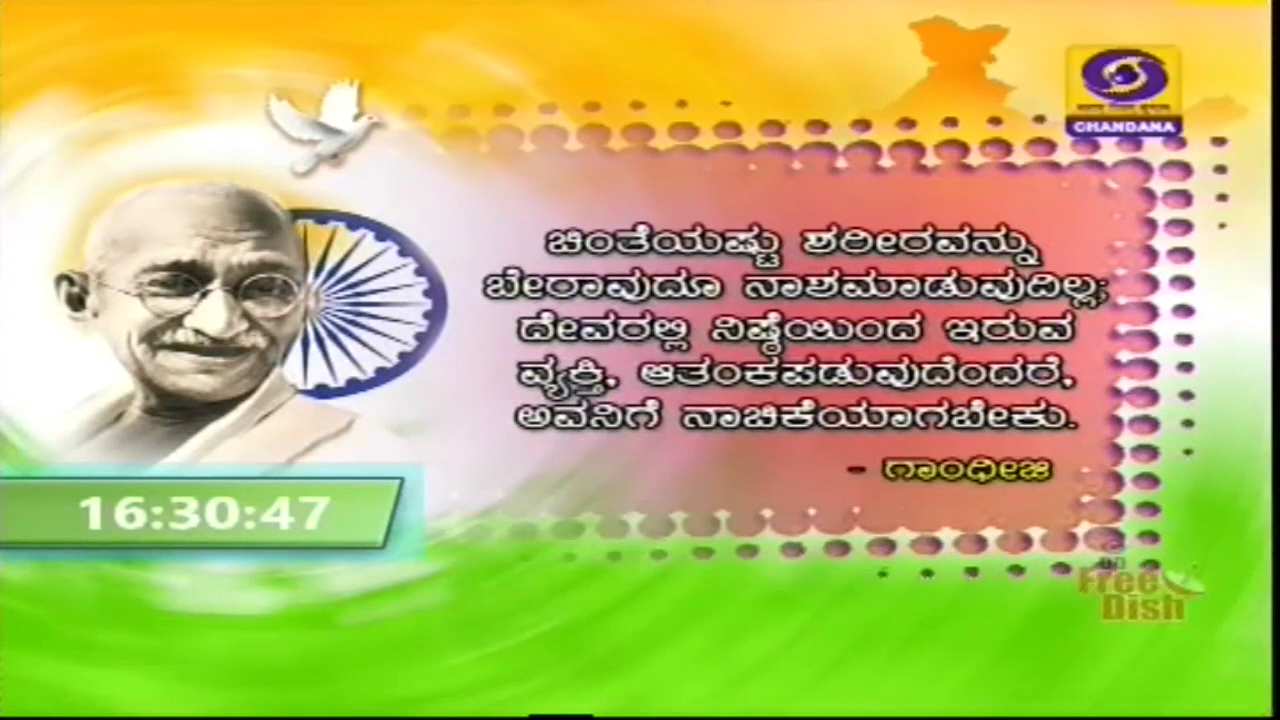 CHANDANA
ಚಿಂತೆಯಷ್ಟು ಶರೀರವನ್ನು
ಬೇರಾವುದೂ ನಾಶಮಾಡುವುದಿಲ್ಲ;
ದೇವರಲ್ಲಿ ನಿಷ್ಠೆಯಿಂದ ಇರುವ
ವ್ಯಕ್ತಿ, ಆತಂಕಪಡುವುದೆಂದರೆ,
ಅವನಿಗೆ ನಾಚಿಕೆಯಾಗಬೇಕು.
- ಗಾಂಧೀಜಿ
16:30:47
Free
Dish